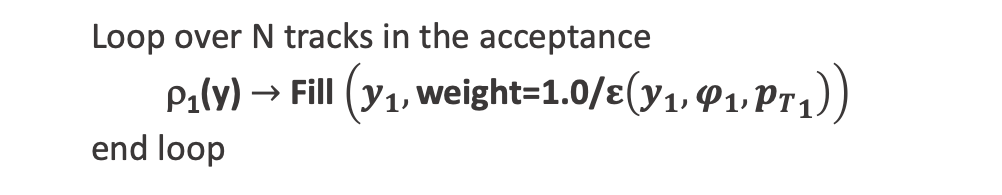 Loop over N tracks in the acceptance
ρ₁(y) → Fill (y₁, weight=1.0/ε(y₁, φ₁, p_T₁))
end loop